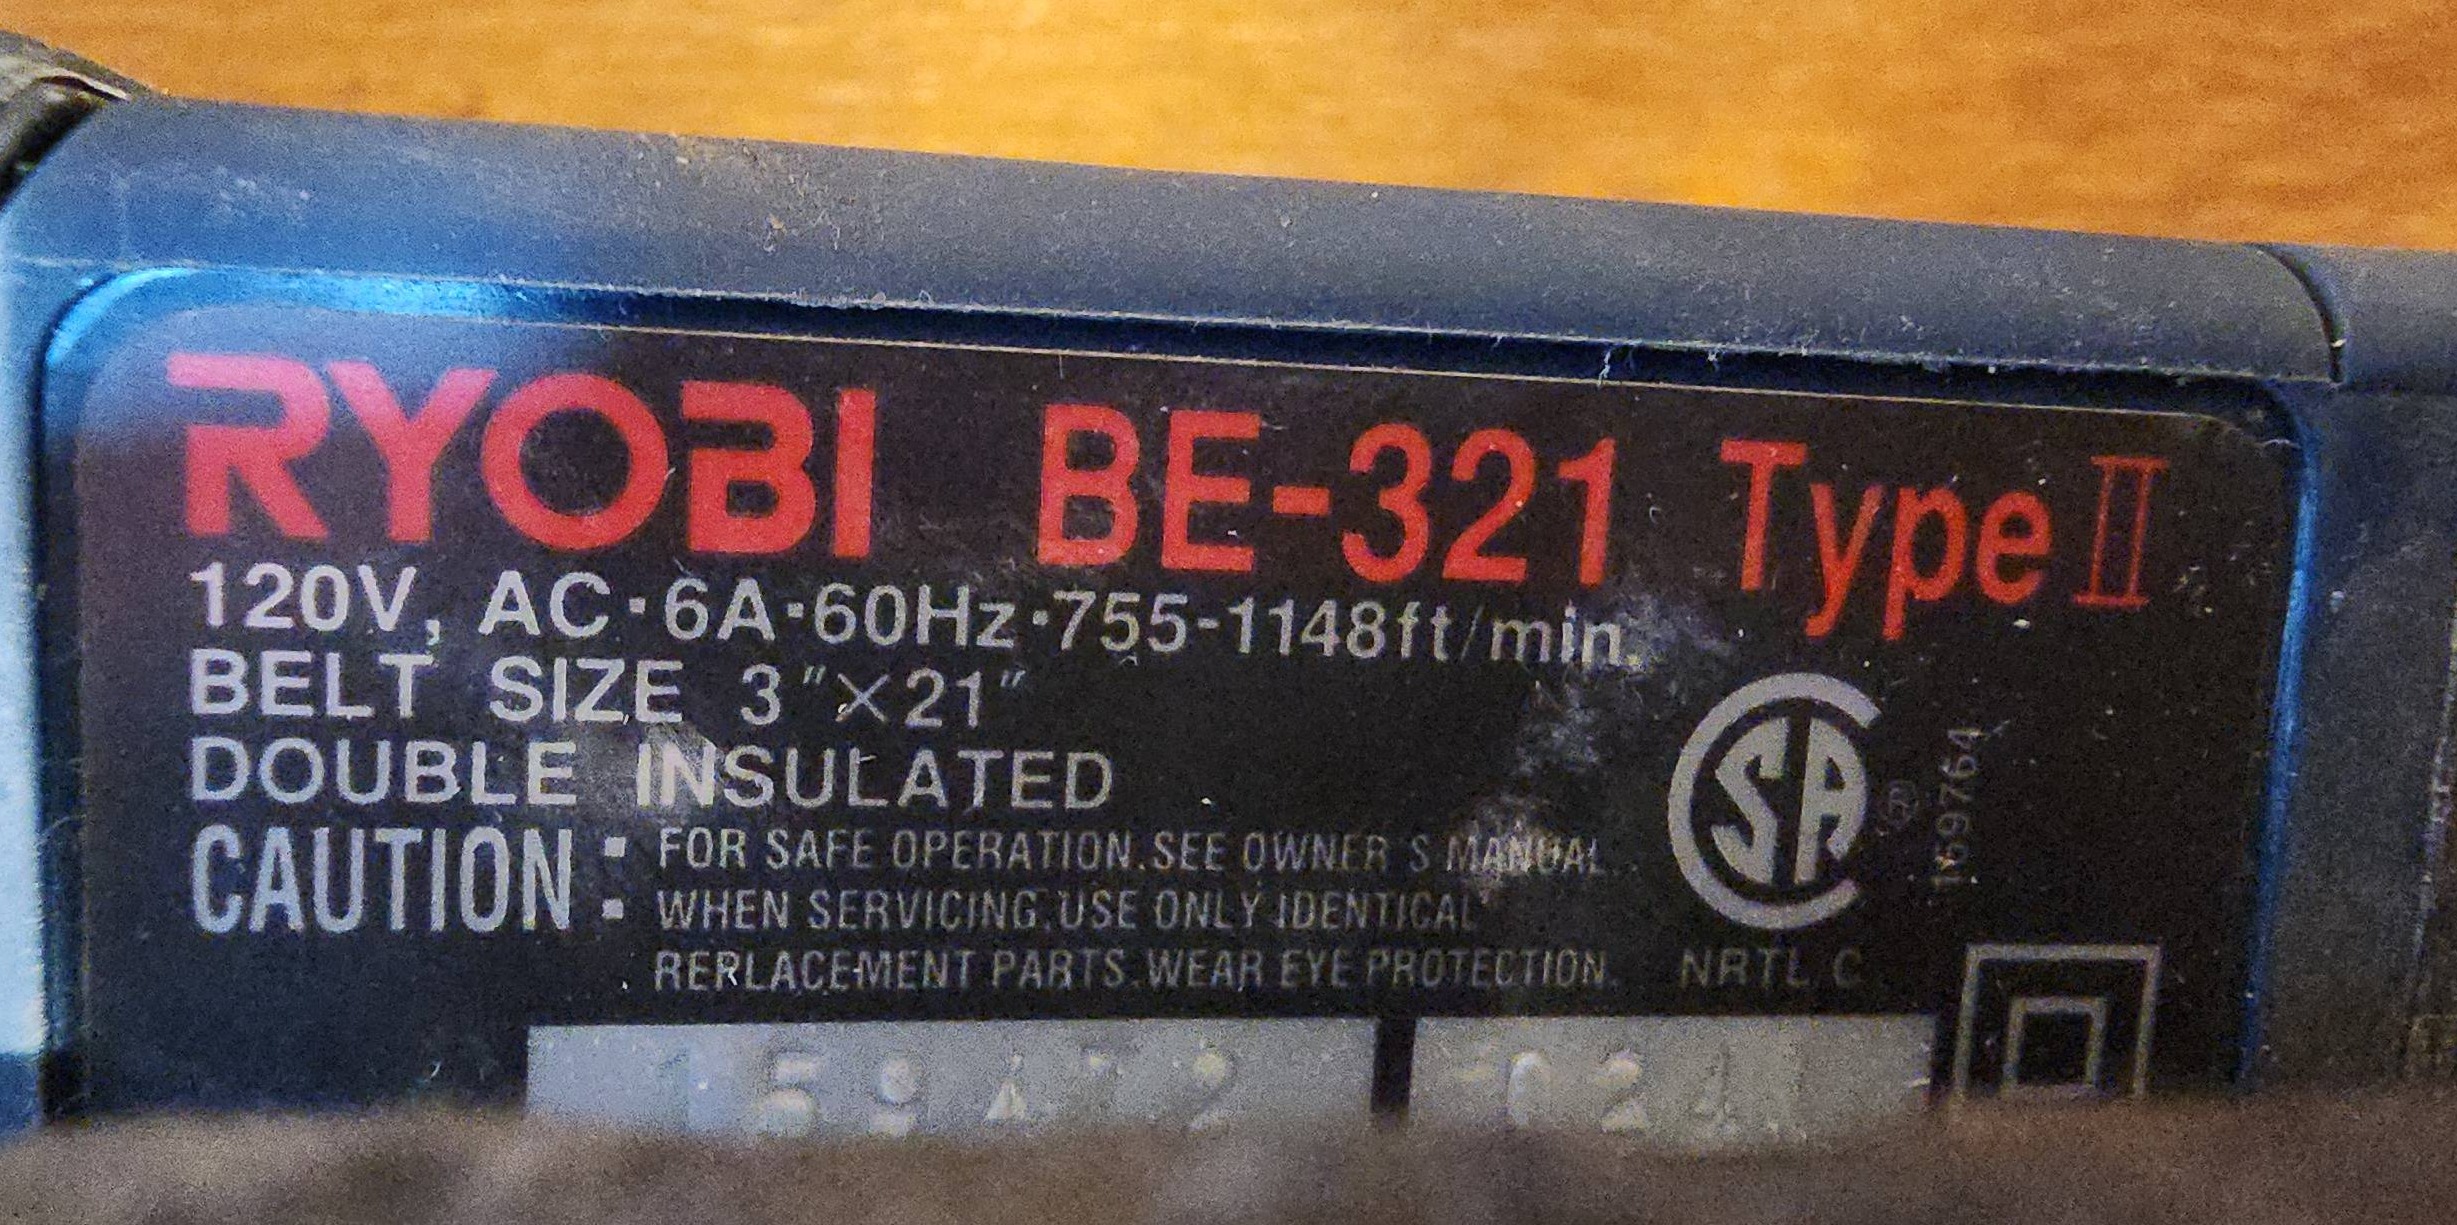 RYOBI BE-321 Type II
120V, AC·6A·60Hz·755-1148ft/min.
BELT SIZE 3"×21"
DOUBLE INSULATED
CAUTION: FOR SAFE OPERATION.SEE OWNER S MANUAL.
WHEN SERVICING.USE ONLY IDENTICAL
RERLACEMENT PARTS.WEAR EYE PROTECTION.
SA
NRTL C